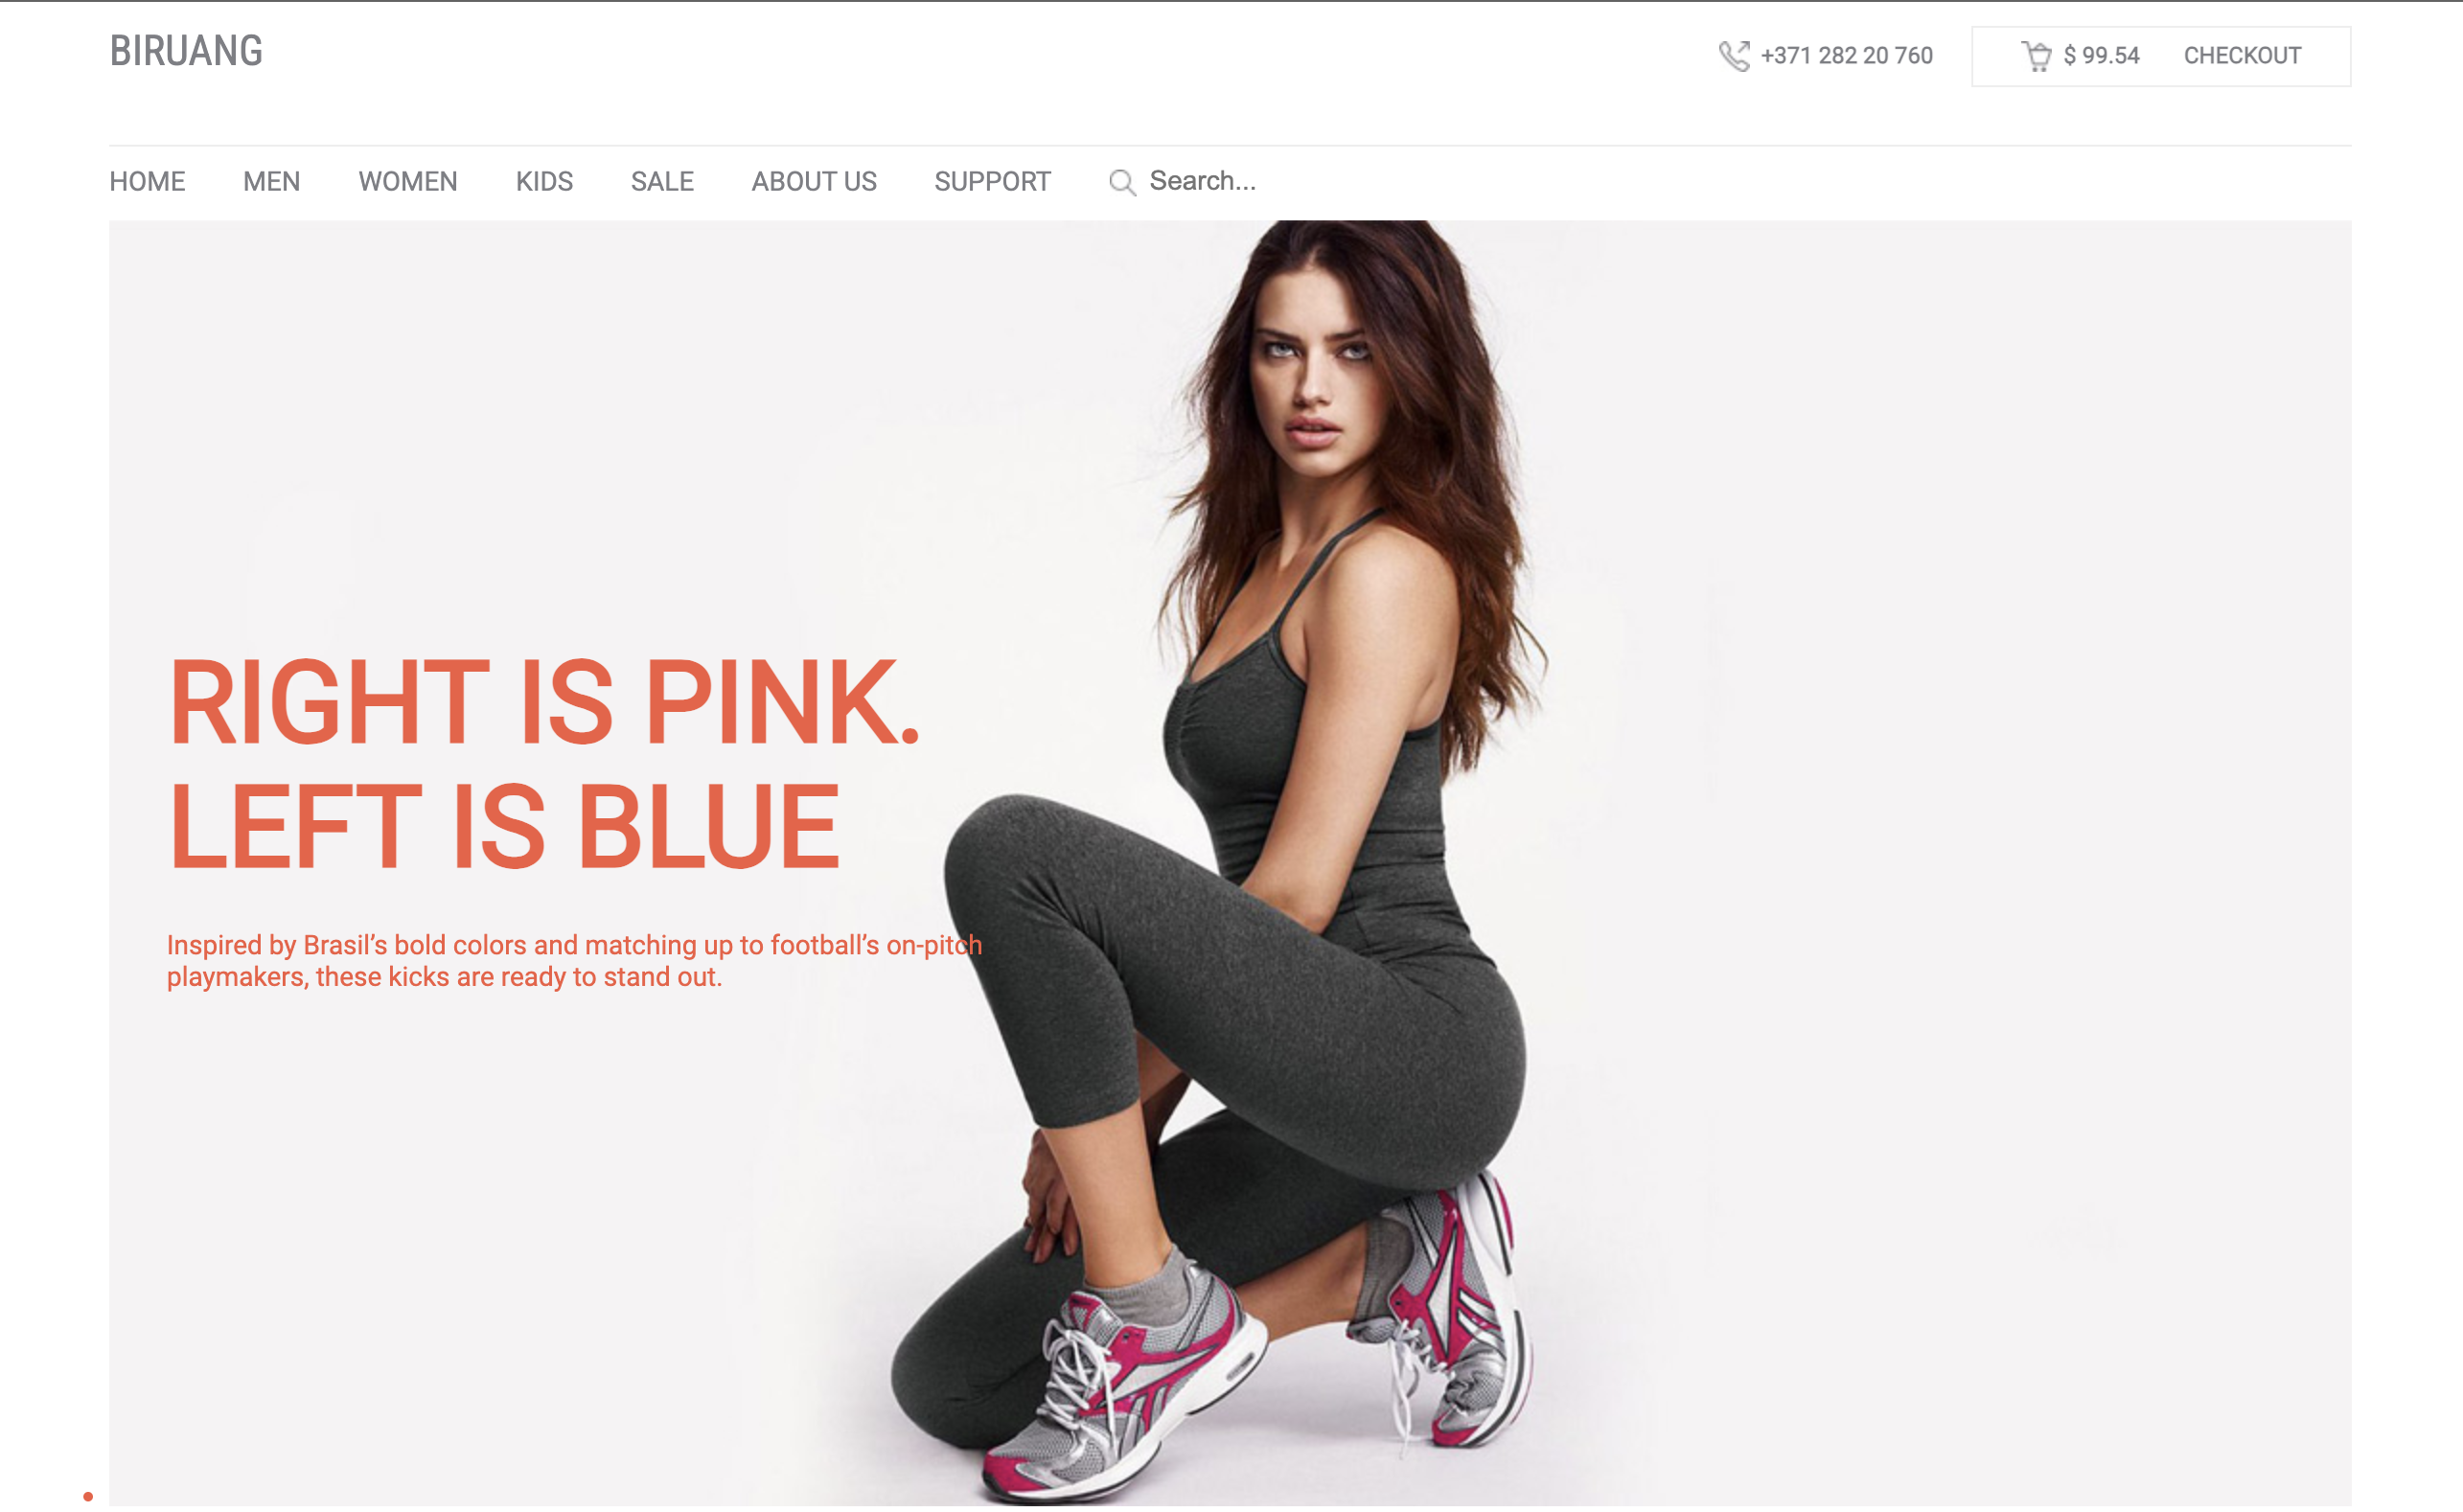 BIRUANG
+371 282 20 760
$ 99.54 CHECKOUT
HOME MEN WOMEN KIDS SALE ABOUT US SUPPORT Search...
RIGHT IS PINK.
LEFT IS BLUE
Inspired by Brasil’s bold colors and matching up to football’s on-pitch
playmakers, these kicks are ready to stand out.